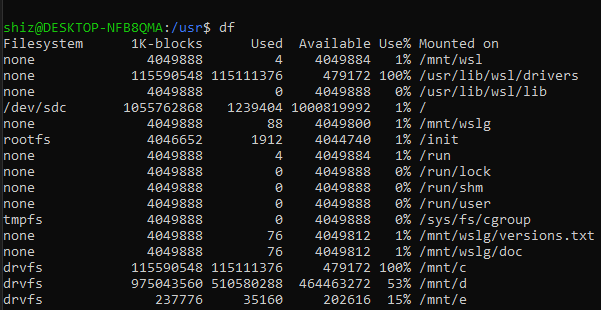 shiz@DESKTOP-NFB8QMA:/usr$ df
Filesystem 1K-blocks Used Available Use% Mounted on
none 4049888 4 4049884 1% /mnt/wsl
none 115590548 115111376 479172 100% /usr/lib/wsl/drivers
none 4049888 0 4049888 0% /usr/lib/wsl/lib
/dev/sdc 1055762868 1239404 1000819992 1% /
none 4049888 88 4049800 1% /mnt/wslg
rootfs 4046652 1912 4044740 1% /init
none 4049888 4 4049884 1% /run
none 4049888 0 4049888 0% /run/lock
none 4049888 0 4049888 0% /run/shm
none 4049888 0 4049888 0% /run/user
tmpfs 4049888 0 4049888 0% /sys/fs/cgroup
none 4049888 76 4049812 1% /mnt/wslg/versions.txt
none 4049888 76 4049812 1% /mnt/wslg/doc
drvfs 115590548 115111376 479172 100% /mnt/c
drvfs 975043560 510580288 464463272 53% /mnt/d
drvfs 237776 35160 202616 15% /mnt/e